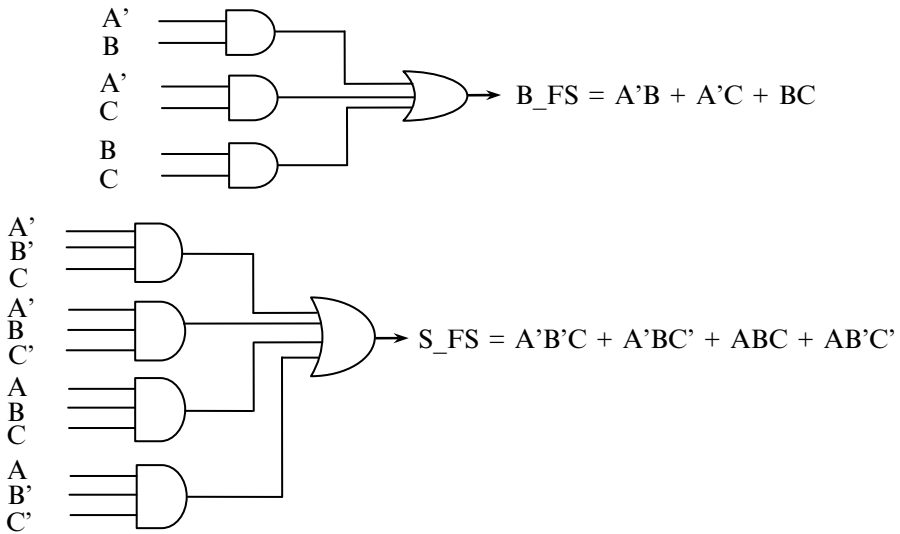 A’
B
A’
C
B
C
B_FS = A’B + A’C + BC
A’
B’
C
A’
B
C’
A
B
C
A
B’
C’
S_FS = A’B’C + A’BC’ + ABC + AB’C’